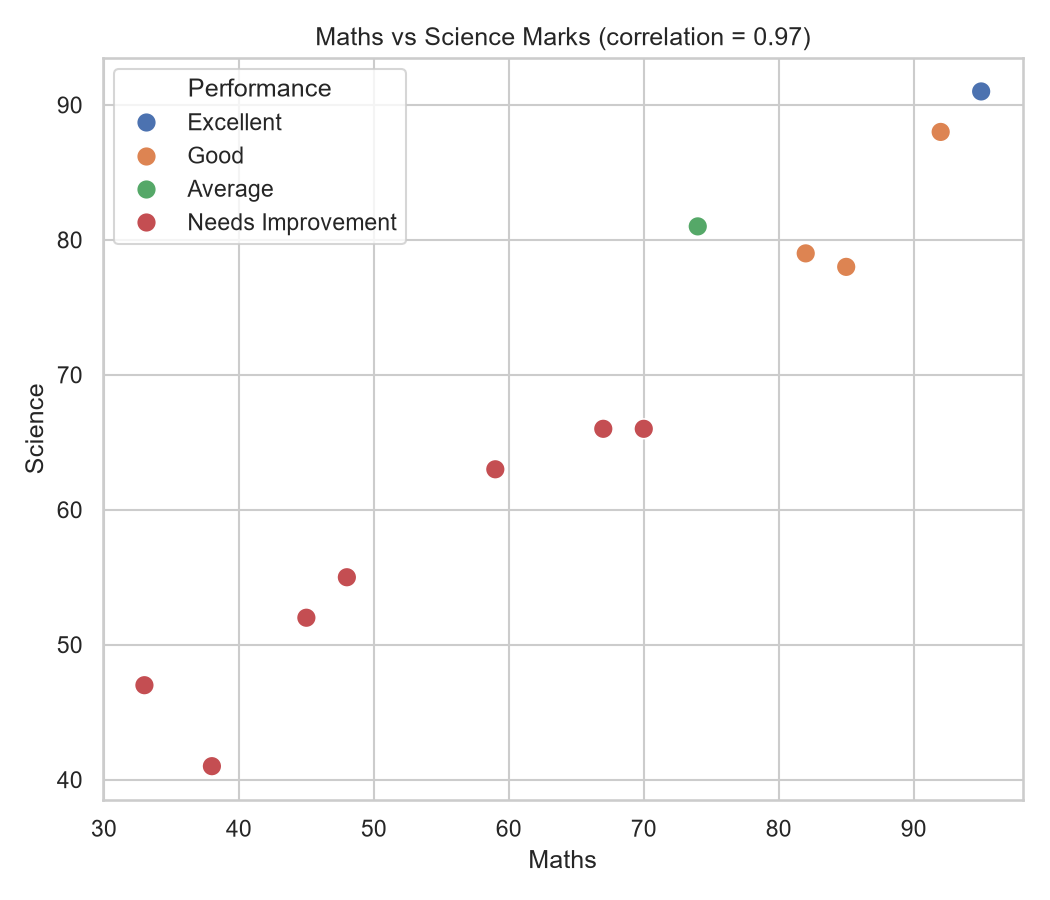 Maths vs Science Marks (correlation = 0.97)
Performance
Excellent
Good
Average
Needs Improvement
90
80
70
60
50
40
Science
30 40 50 60 70 80 90
Maths